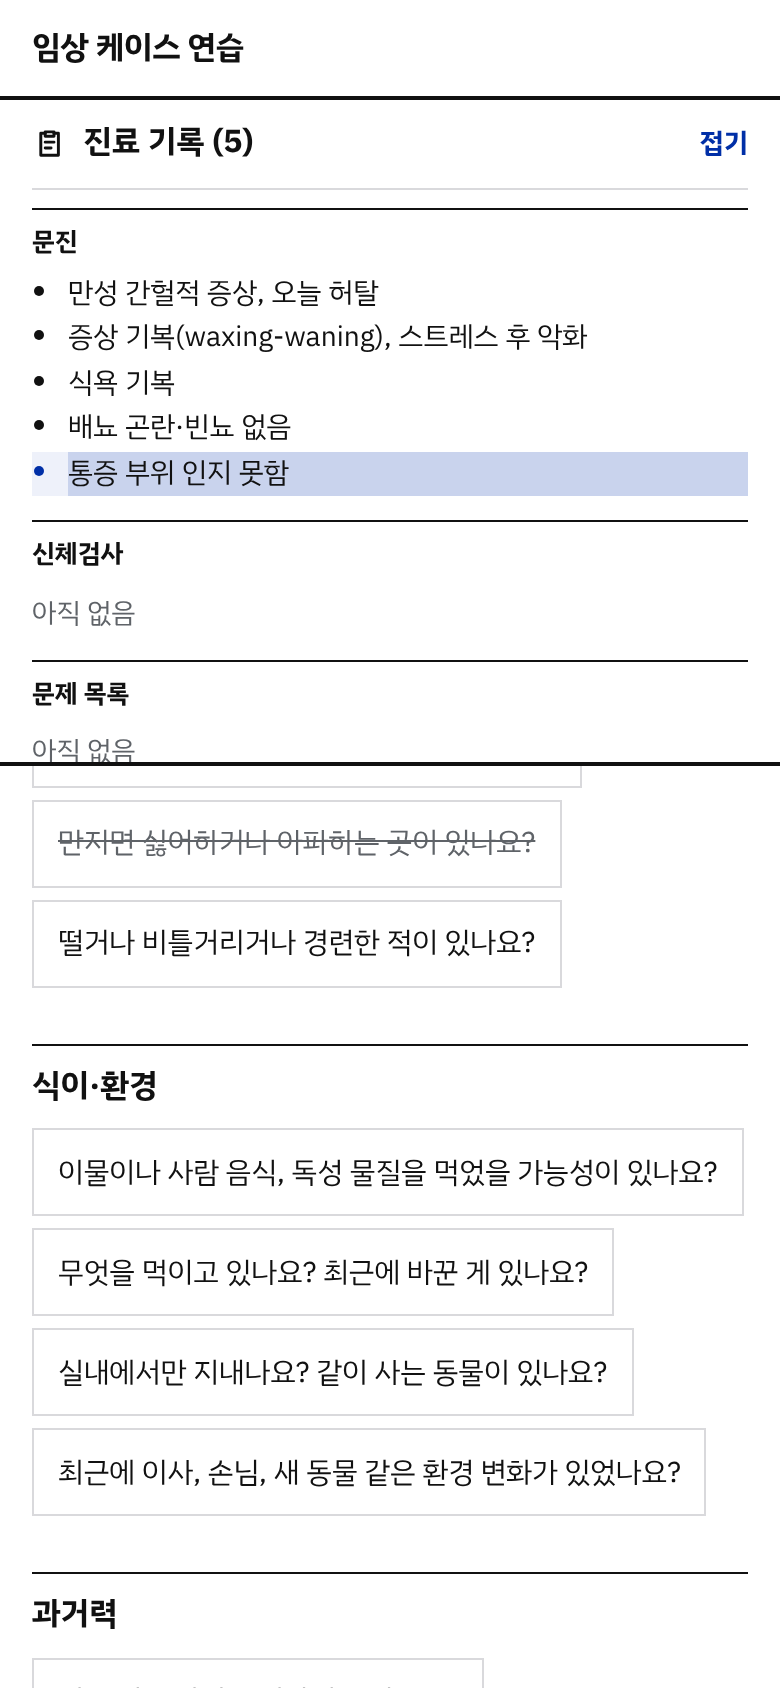 임상 케이스 연습
진료 기록 (5)
접기
문진
• 만성 간헐적 증상, 오늘 허탈
• 증상 기복(waxing-waning), 스트레스 후 악화
• 식욕 기복
• 배뇨 곤란·빈뇨 없음
• 통증 부위 인지 못함
신체검사
아직 없음
문제 목록
아직 없음
만지면 싫어하거나 아파하는 곳이 있나요?
떨거나 비틀거리거나 경련한 적이 있나요?
식이·환경
이물이나 사람 음식, 독성 물질을 먹었을 가능성이 있나요?
무엇을 먹이고 있나요? 최근에 바꾼 게 있나요?
실내에서만 지내나요? 같이 사는 동물이 있나요?
최근에 이사, 손님, 새 동물 같은 환경 변화가 있었나요?
과거력